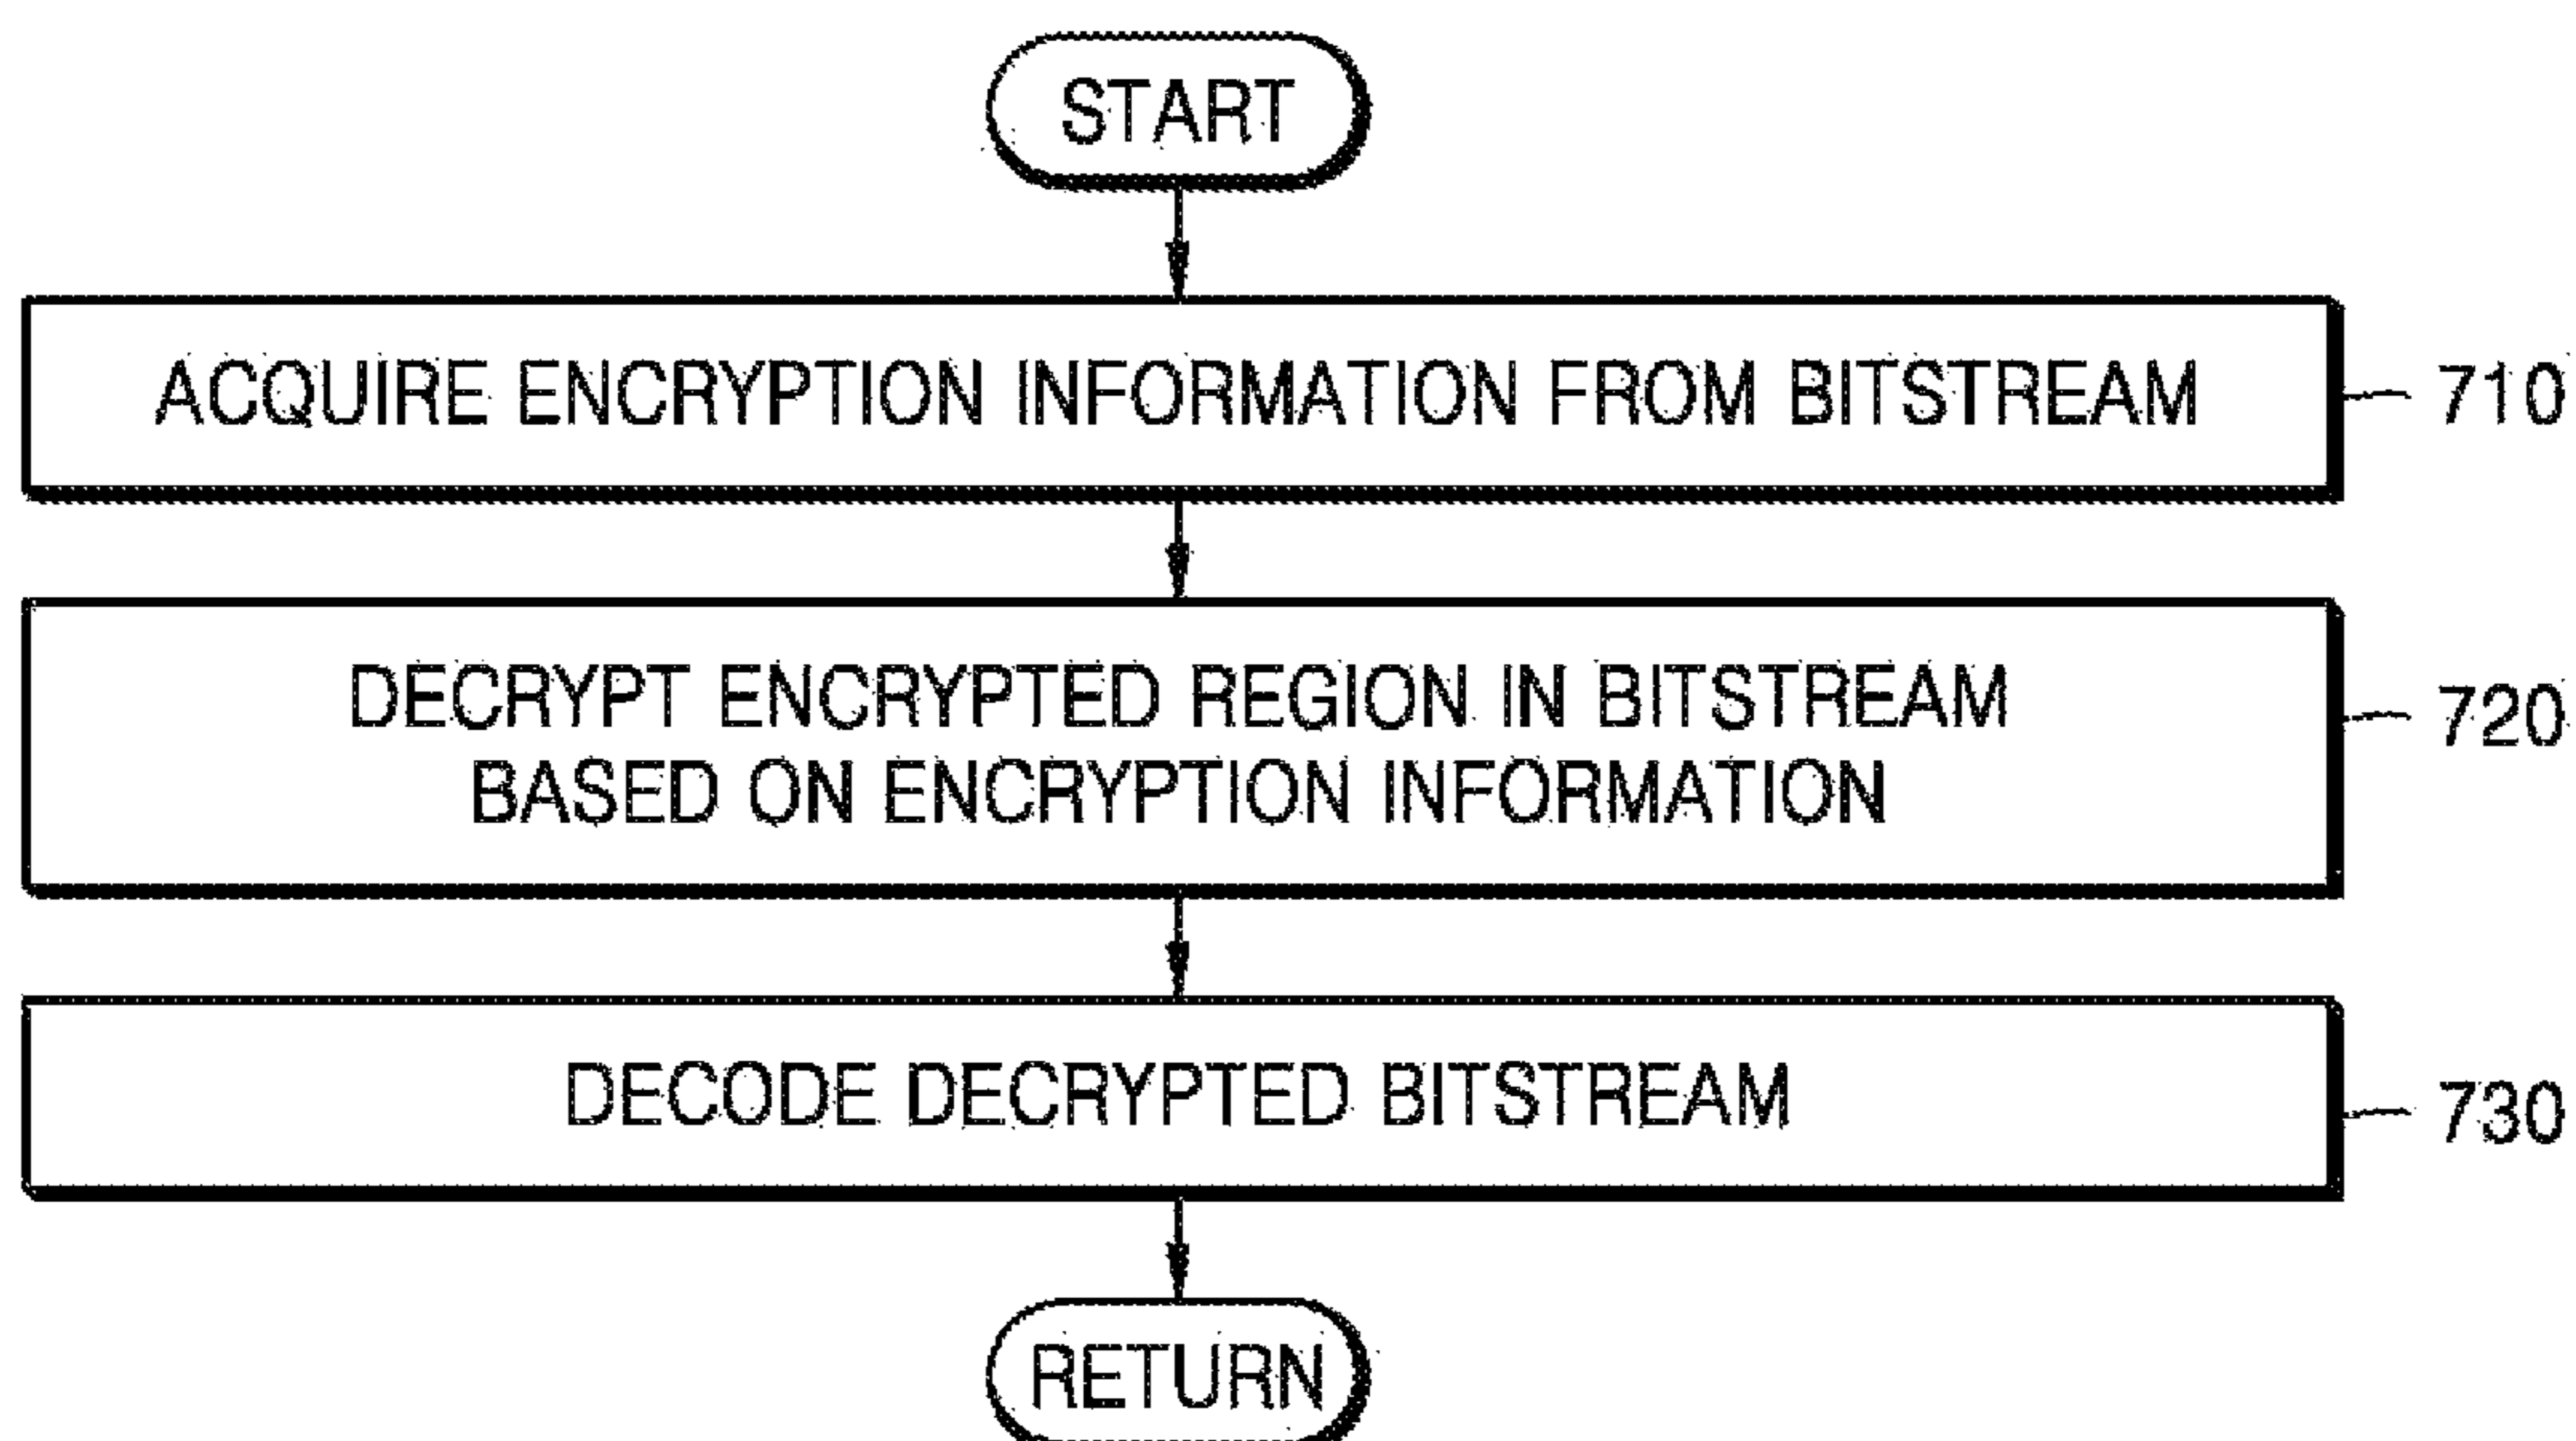 START
ACQUIRE ENCRYPTION INFORMATION FROM BITSTREAM
710
DECRYPT ENCRYPTED REGION IN BITSTREAM
BASED ON ENCRYPTION INFORMATION
720
DECODE DECRYPTED BITSTREAM
730
RETURN